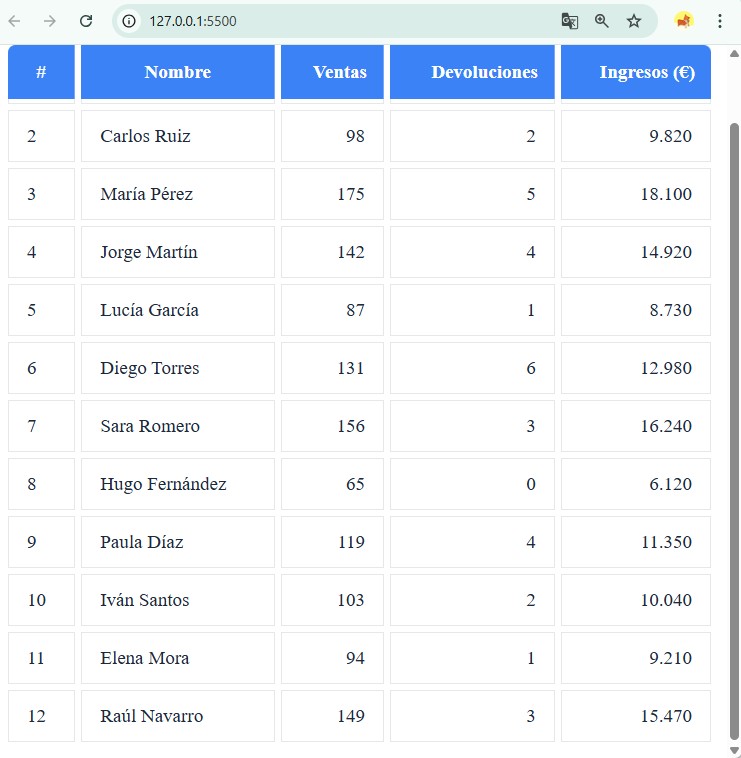 127.0.0.1:5500
# Nombre Ventas Devoluciones Ingresos (€)
2 Carlos Ruiz 98 2 9.820
3 María Pérez 175 5 18.100
4 Jorge Martín 142 4 14.920
5 Lucía García 87 1 8.730
6 Diego Torres 131 6 12.980
7 Sara Romero 156 3 16.240
8 Hugo Fernández 65 0 6.120
9 Paula Díaz 119 4 11.350
10 Iván Santos 103 2 10.040
11 Elena Mora 94 1 9.210
12 Raúl Navarro 149 3 15.470